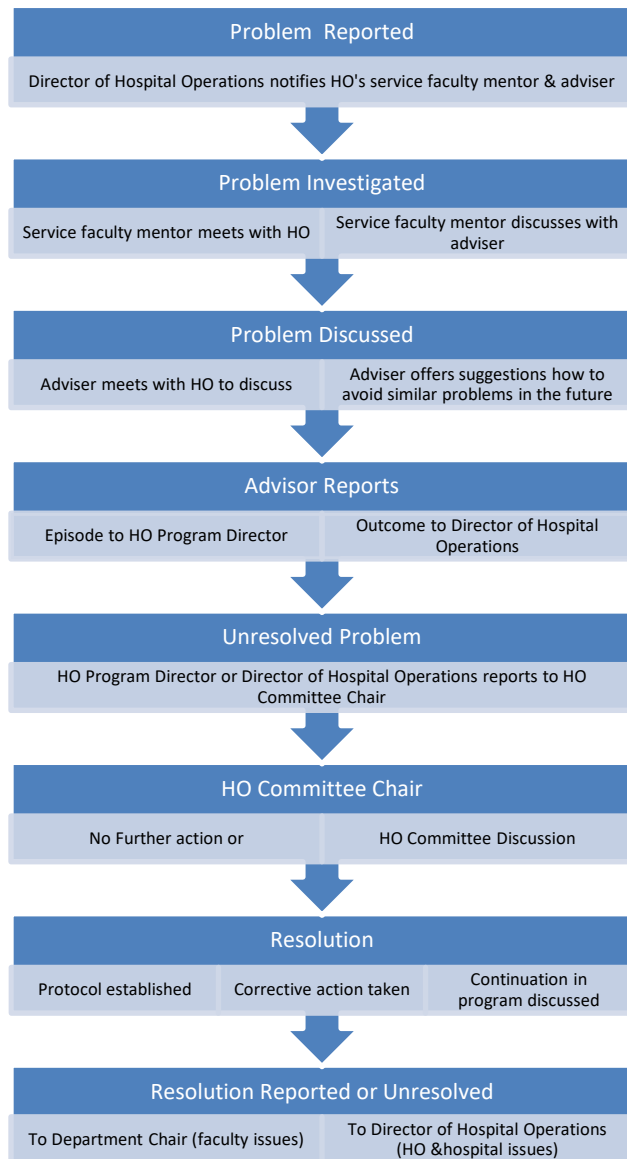 Problem  Reported
Director of Hospital Operations notifies HO's service faculty mentor & adviser
Problem Investigated
Service faculty mentor meets with HO
Service faculty mentor discusses with
adviser
Problem Discussed
Adviser meets with HO to discuss
Adviser offers suggestions how to
avoid similar problems in the future
Advisor Reports
Episode to HO Program Director
Outcome to Director of Hospital
Operations
Unresolved Problem
HO Program Director or Director of Hospital Operations reports to HO
Committee Chair
HO Committee Chair
No Further action or
HO Committee Discussion
Resolution
Protocol established
Corrective action taken
Continuation in
program discussed
Resolution Reported or Unresolved
To Department Chair (faculty issues)
To Director of Hospital Operations
(HO &hospital issues)